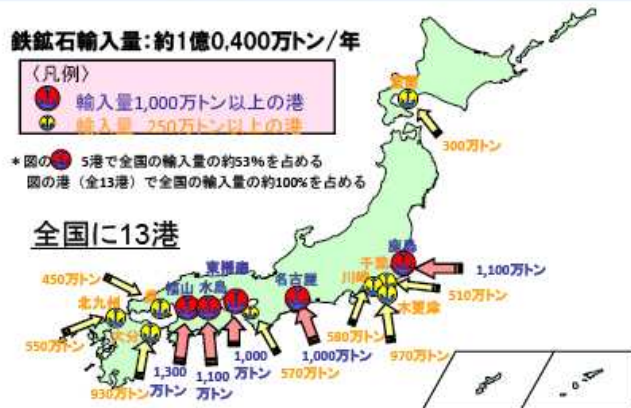 鉄鉱石輸入量:約1億0,400万トン/年
〈凡例〉
輸入量1,000万トン以上の港
輸入量 250万トン以上の港
*図の 5港で全国の輸入量の約53%を占める
図の港(全13港)で全国の輸入量の約100%を占める
全国に13港
室蘭
300万トン
鹿島
1,100万トン
千葉
510万トン
川崎
580万トン
木更津
970万トン
名古屋
1,000万トン
570万トン
東播磨
1,000万トン
水島
1,100万トン
福山
1,300万トン
呉
450万トン
北九州
550万トン
大分
930万トン